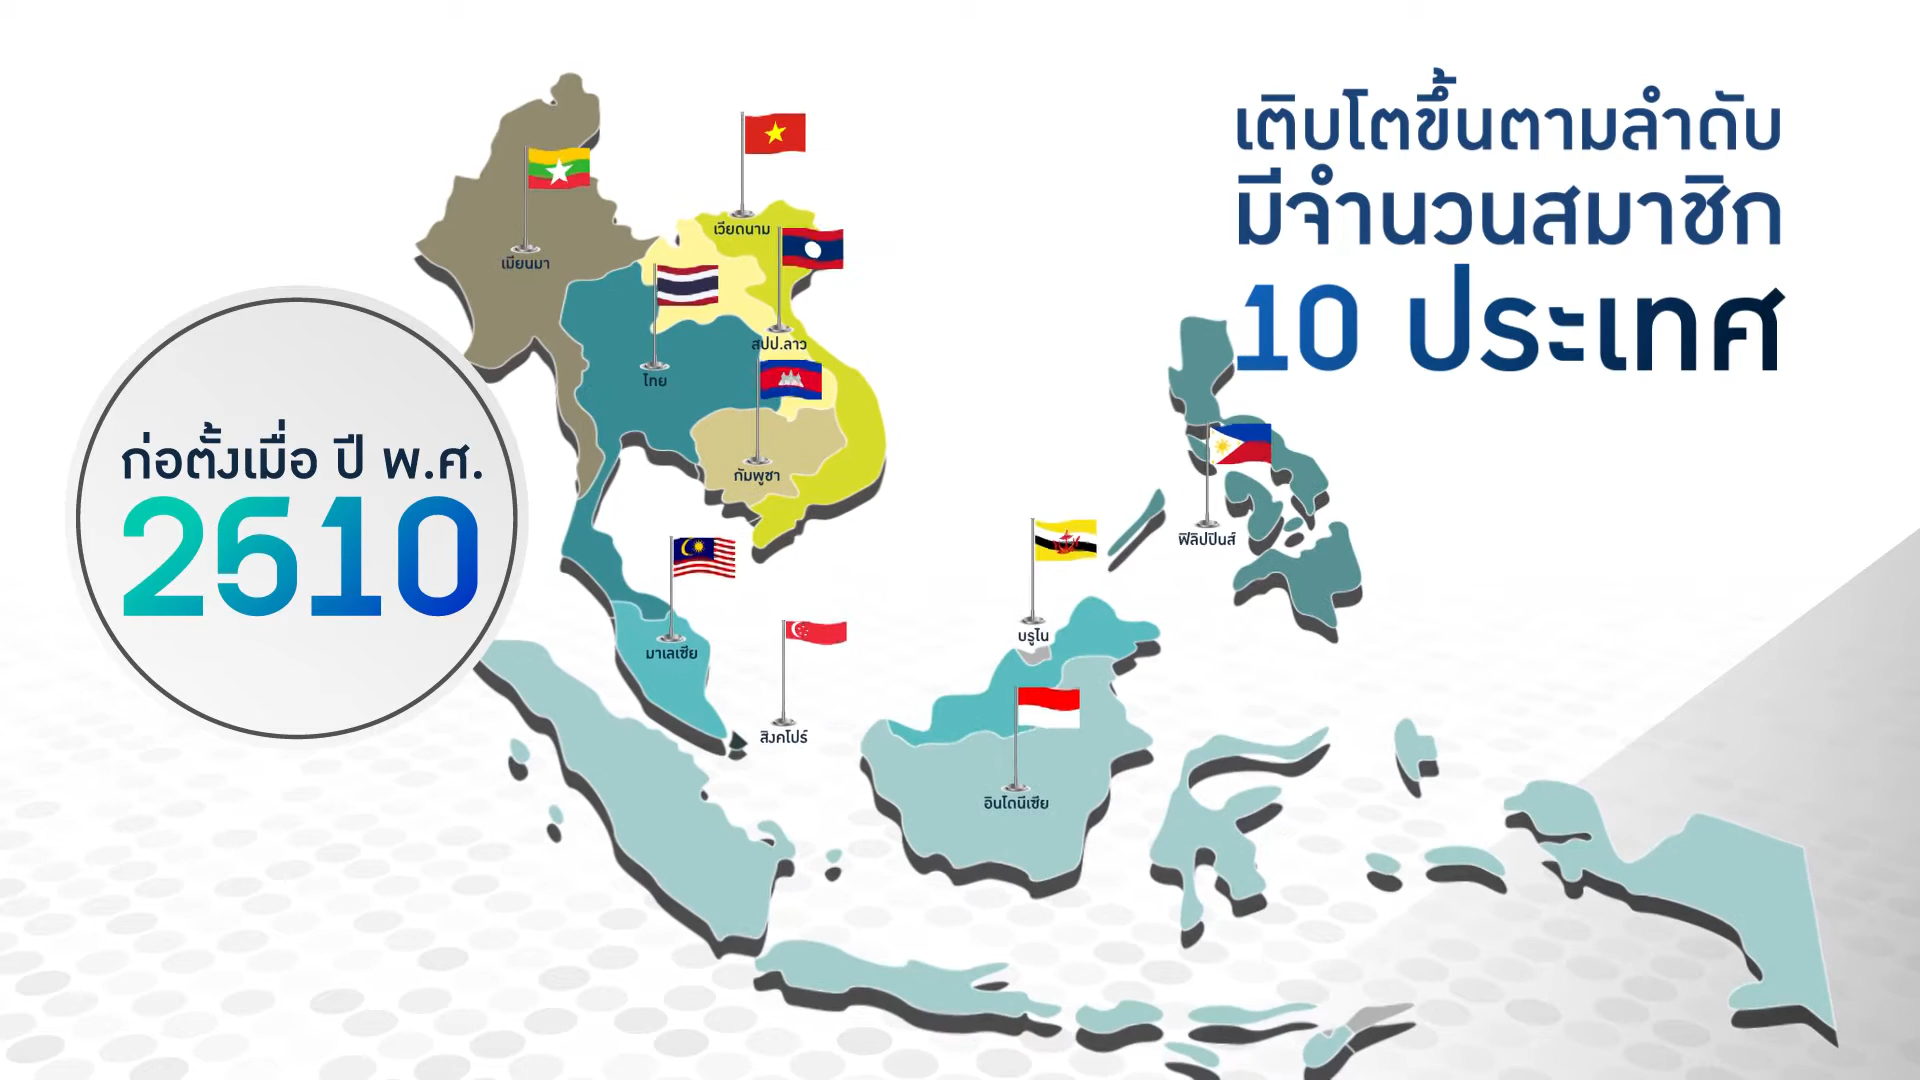 เติบโตขึ้นตามลำดับ
มีจำนวนสมาชิก
10 ประเทศ
ก่อตั้งเมื่อ ปี พ.ศ.
2510
เวียดนาม
เมียนมา
สปป.ลาว
ไทย
กัมพูชา
ฟิลิปปินส์
บรูไน
มาเลเซีย
สิงคโปร์
อินโดนีเซีย